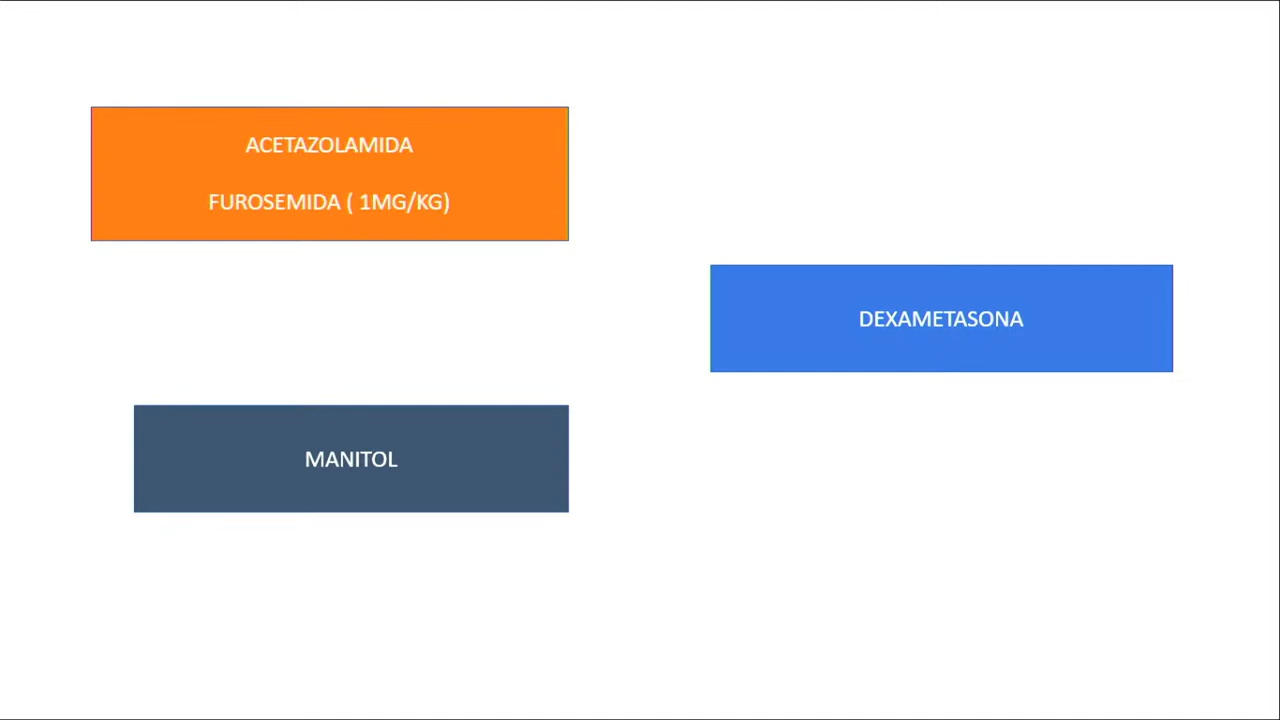 ACETAZOLAMIDA
FUROSEMIDA ( 1MG/KG)
DEXAMETASONA
MANITOL